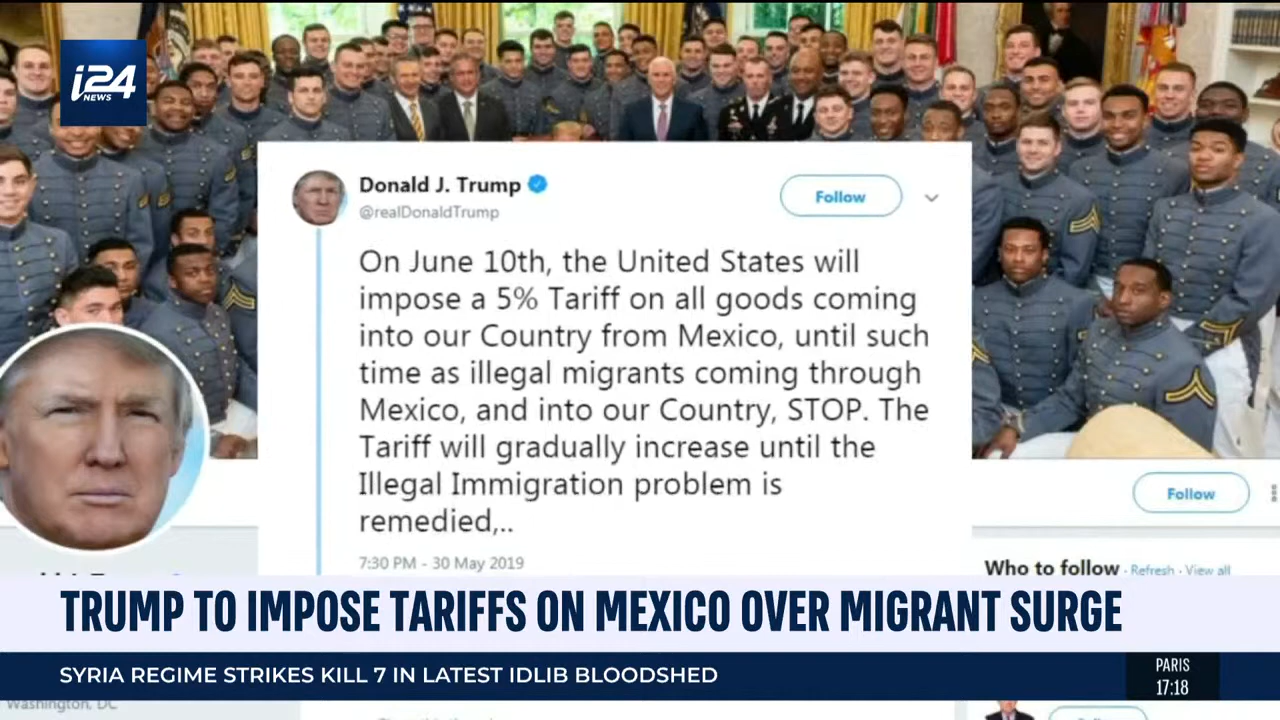 i24
NEWS
Donald J. Trump
@realDonaldTrump
Follow
On June 10th, the United States will
impose a 5% Tariff on all goods coming
into our Country from Mexico, until such
time as illegal migrants coming through
Mexico, and into our Country, STOP. The
Tariff will gradually increase until the
Illegal Immigration problem is
remedied,..
7:30 PM - 30 May 2019
Follow
Who to follow · Refresh · View all
TRUMP TO IMPOSE TARIFFS ON MEXICO OVER MIGRANT SURGE
SYRIA REGIME STRIKES KILL 7 IN LATEST IDLIB BLOODSHED
PARIS
17:18
Washington, DC